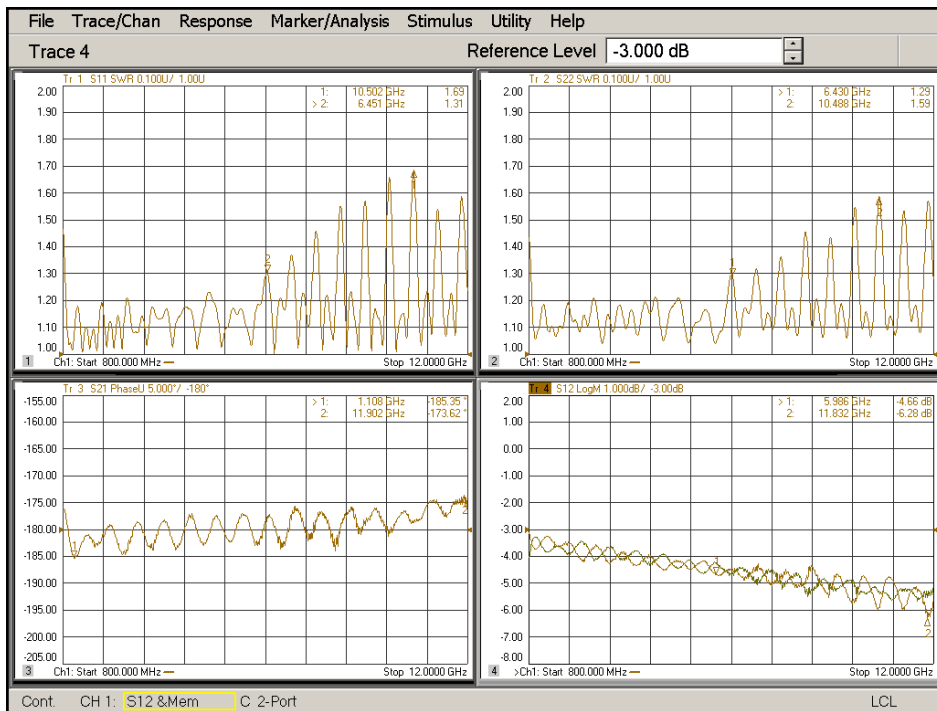 File Trace/Chan Response Marker/Analysis Stimulus Utility Help
Trace 4 Reference Level -3.000 dB
Tr 1 S11 SWR 0.100U/ 1.00U
2.00
1.90
1.80
1.70
1.60
1.50
1.40
1.30
1.20
1.10
1.00
1: 10.502 GHz 1.69
> 2: 6.451 GHz 1.31
2
1
1 Ch1: Start 800.000 MHz Stop 12.0000 GHz
Tr 2 S22 SWR 0.100U/ 1.00U
2.00
1.90
1.80
1.70
1.60
1.50
1.40
1.30
1.20
1.10
1.00
> 1: 6.430 GHz 1.29
2: 10.488 GHz 1.59
1
2
2 Ch1: Start 800.000 MHz Stop 12.0000 GHz
Tr 3 S21 PhaseU 5.000°/ -180°
-155.00
-160.00
-165.00
-170.00
-175.00
-180.00
-185.00
-190.00
-195.00
-200.00
-205.00
> 1: 1.108 GHz -185.35 °
2: 11.902 GHz -173.62 °
1
2
3 Ch1: Start 800.000 MHz Stop 12.0000 GHz
Tr 4 S12 LogM 1.000dB/ -3.00dB
2.00
1.00
0.00
-1.00
-2.00
-3.00
-4.00
-5.00
-6.00
-7.00
-8.00
> 1: 5.986 GHz -4.66 dB
2: 11.832 GHz -6.28 dB
1
2
4 >Ch1: Start 800.000 MHz Stop 12.0000 GHz
Cont. CH 1: S12 &Mem C 2-Port LCL